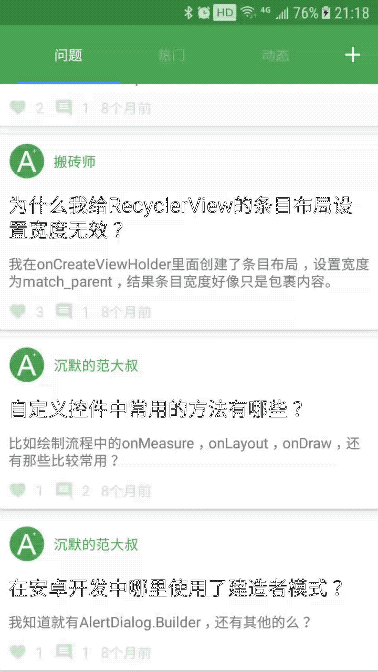 HD 4G 76% 21:18
问题 热门 动态 +
2 1 8个月前
A+ 搬砖师
为什么我给RecyclerView的条目布局设
置宽度无效？
我在onCreateViewHolder里面创建了条目布局，设置宽度
为match_parent，结果条目宽度好像只是包裹内容。
3 1 8个月前
A+ 沉默的范大叔
自定义控件中常用的方法有哪些？
比如绘制流程中的onMeasure，onLayout，onDraw，还
有那些比较常用？
1 2 8个月前
A+ 沉默的范大叔
在安卓开发中哪里使用了建造者模式？
我知道就有AlertDialog.Builder，还有其他的么？
1 1 8个月前